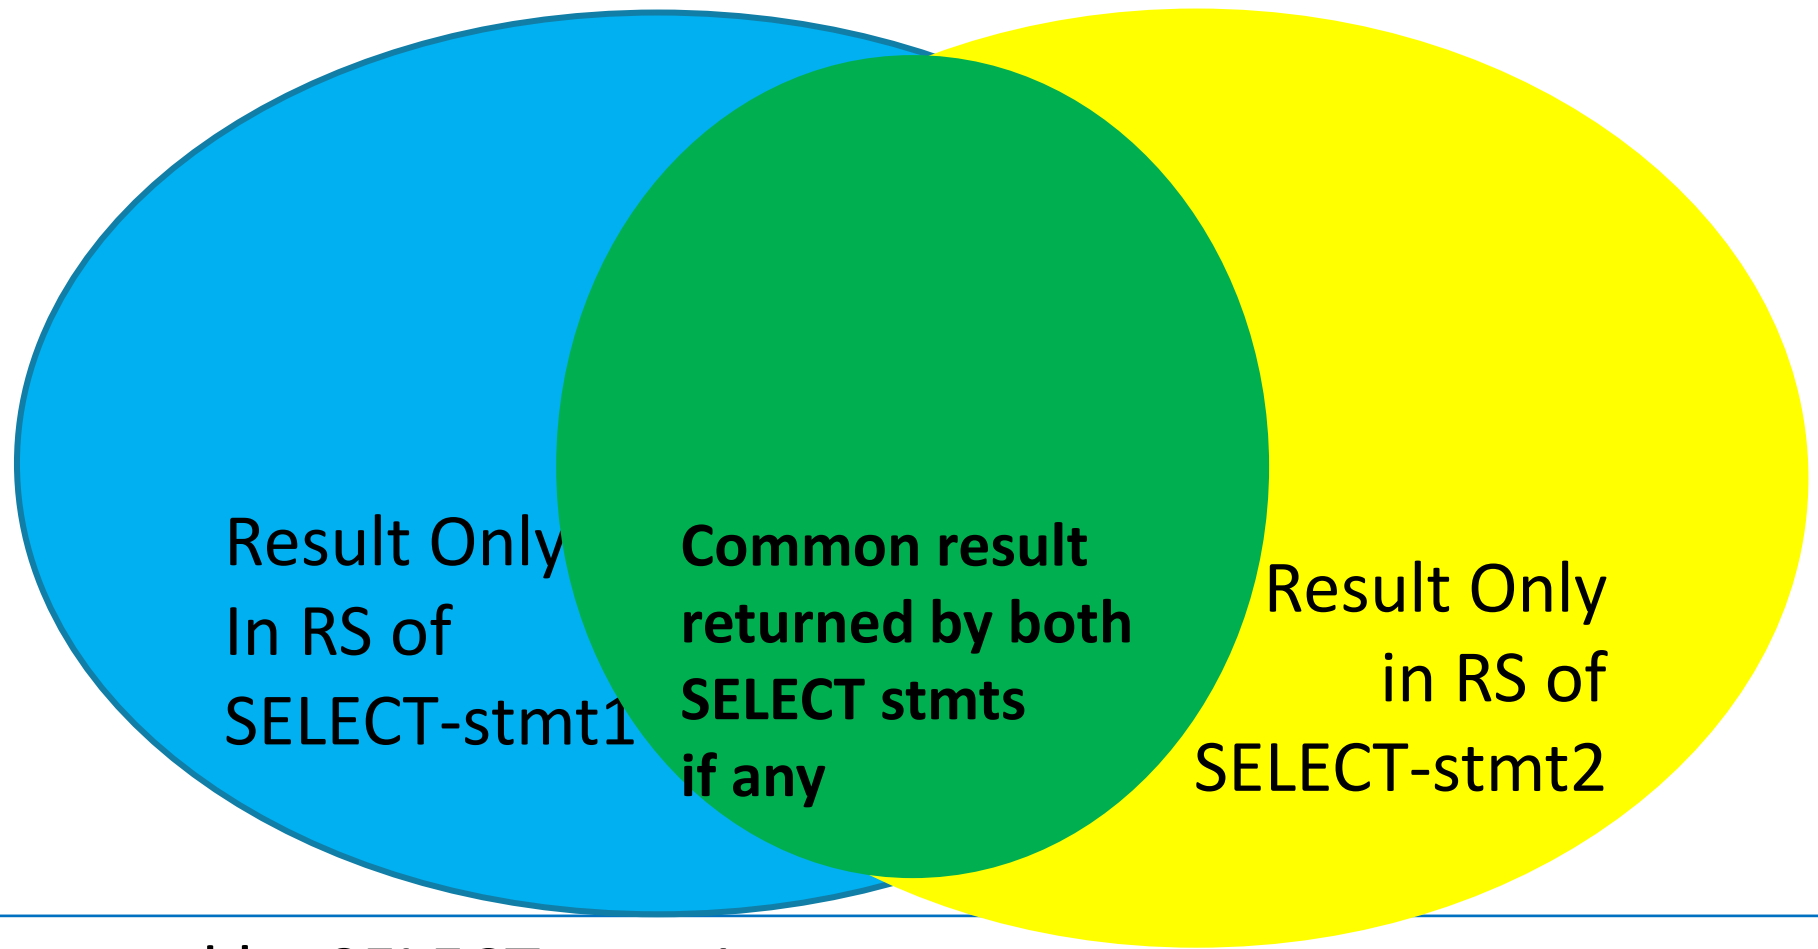 Result Only
In RS of
SELECT-stmt1
Common result
returned by both
SELECT stmts
if any
Result Only
in RS of
SELECT-stmt2